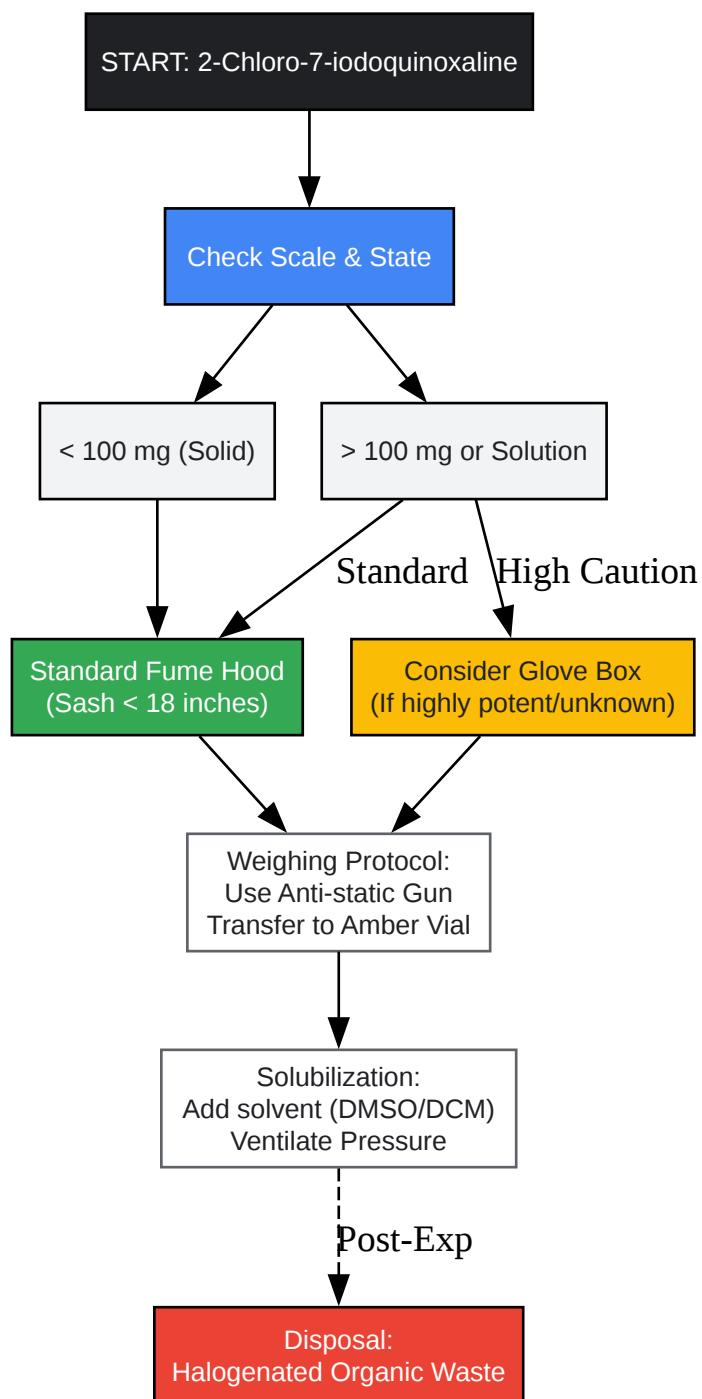 START: 2-Chloro-7-iodoquinoxaline
Check Scale & State
< 100 mg (Solid)
> 100 mg or Solution
Standard
High Caution
Standard Fume Hood
(Sash < 18 inches)
Consider Glove Box
(If highly potent/unknown)
Weighing Protocol:
Use Anti-static Gun
Transfer to Amber Vial
Solubilization:
Add solvent (DMSO/DCM)
Ventilate Pressure
Post-Exp
Disposal:
Halogenated Organic Waste